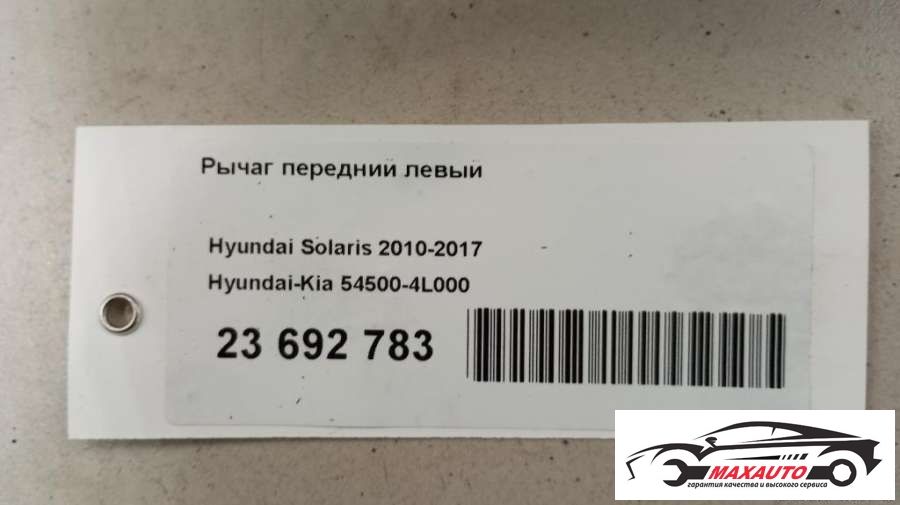 Рычаг передний левый
Hyundai Solaris 2010-2017
Hyundai-Kia 54500-4L000
23 692 783
MAXAUTO
гарантия качества и высокого сервиса